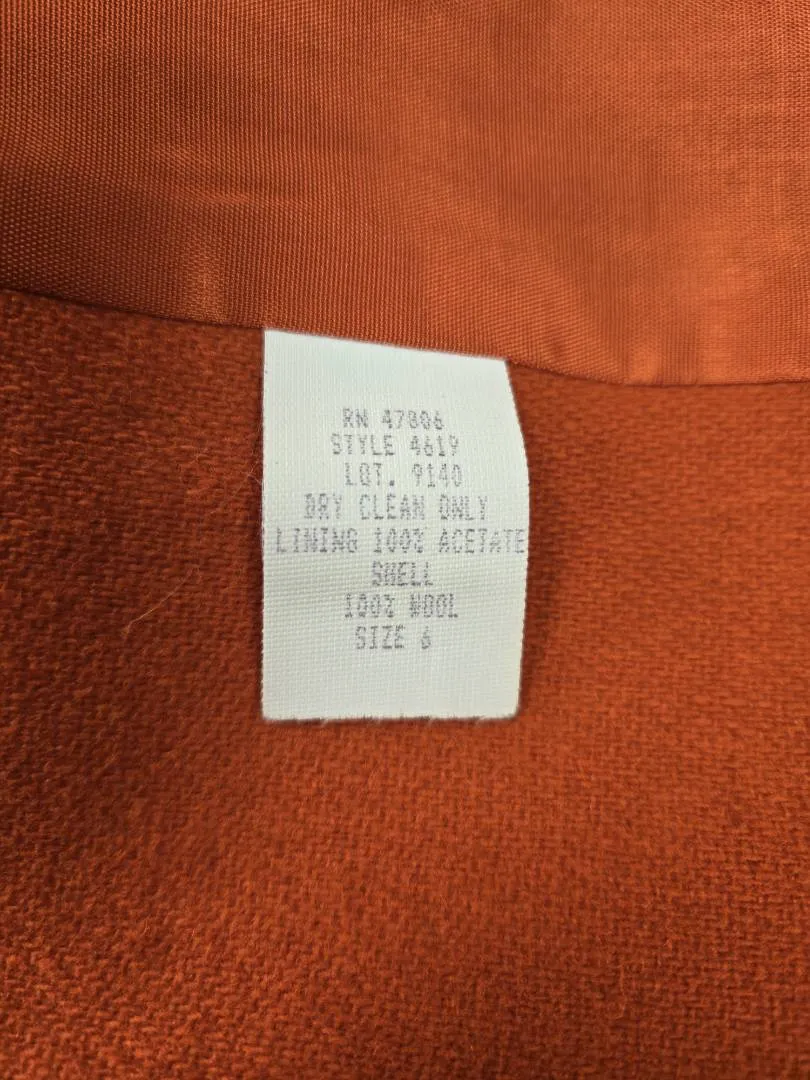 RN 47806
STYLE 4619
LOT. 9140
DRY CLEAN ONLY
LINING 100% ACETATE
SHELL
100% WOOL
SIZE 6